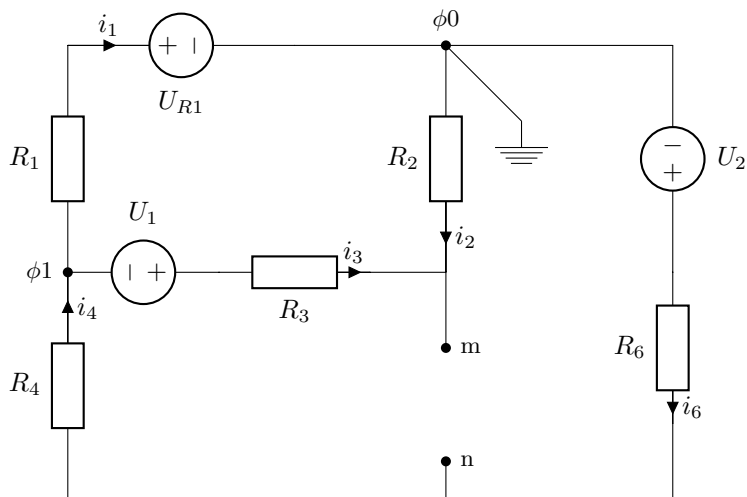 ϕ0
i₁
+ −
U_R1
R₁
R₂
−
+
U₂
U₁
i₂
ϕ1
− +
i₃
i₄
R₃
m
R₄
R₆
i₆
n